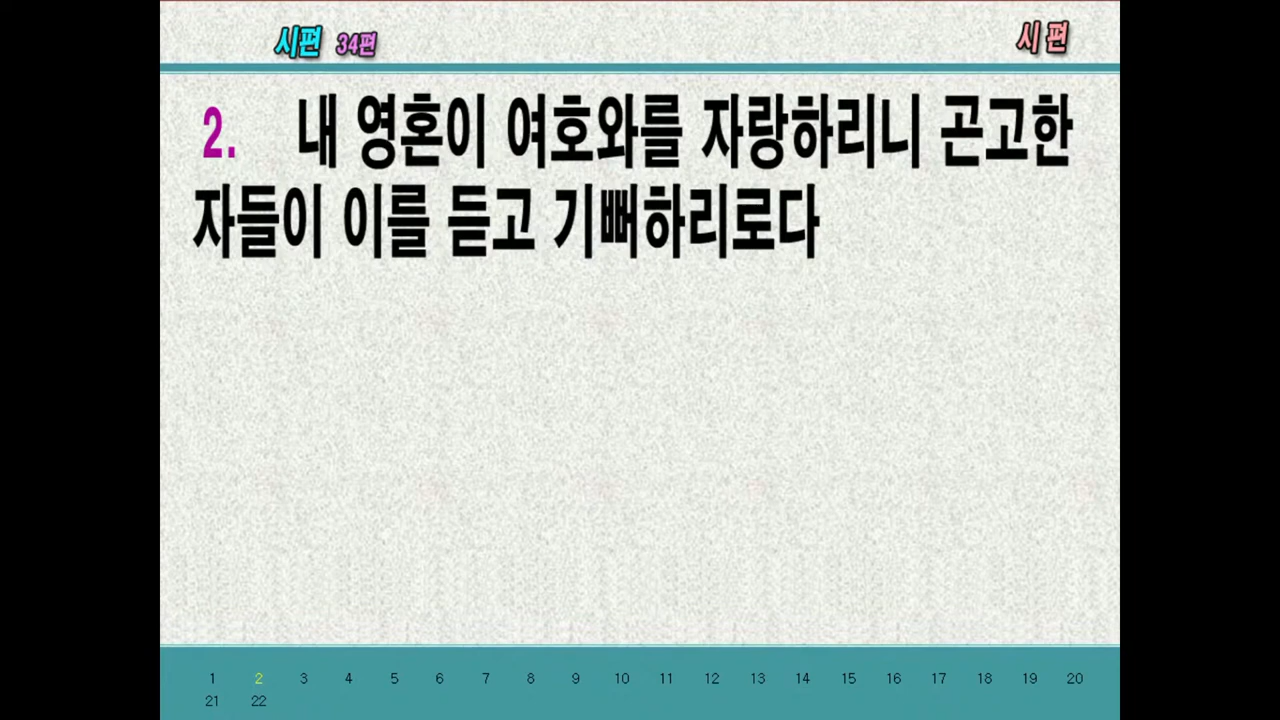 시편 34편
시 편
2. 내 영혼이 여호와를 자랑하리니 곤고한
자들이 이를 듣고 기뻐하리로다
1 2 3 4 5 6 7 8 9 10 11 12 13 14 15 16 17 18 19 20
21 22